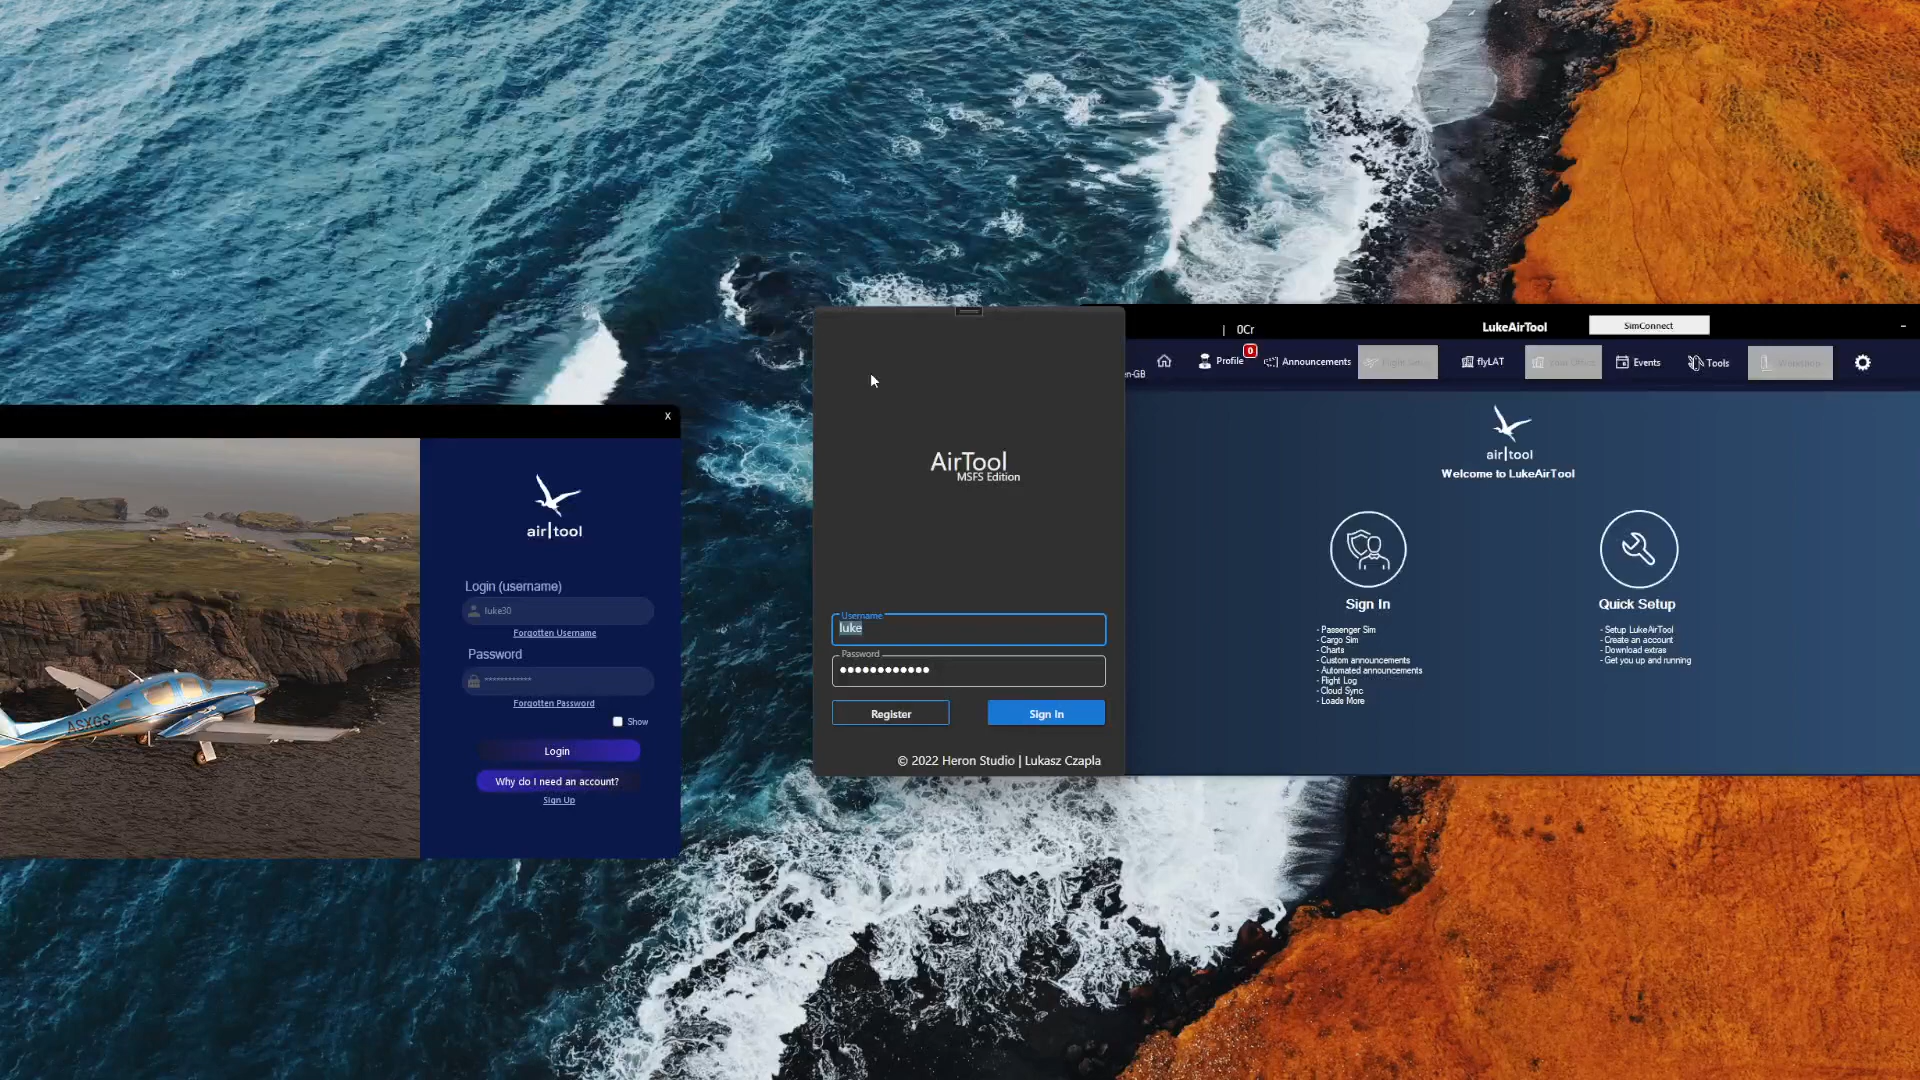 X
air|tool
Login (username)
luke30
Forgotten Username
Password
************
Forgotten Password
Show
Login
Why do I need an account?
Sign Up
ASXGS
AirTool
MSFS Edition
Username
luke
Password
●●●●●●●●●●●●
Register
Sign In
© 2022 Heron Studio | Lukasz Czapla
| 0Cr
LukeAirTool
SimConnect
en-GB
Profile
0
Announcements
flyLAT
Events
Tools
air|tool
Welcome to LukeAirTool
Sign In
- Passenger Sim
- Cargo Sim
- Charts
- Custom announcements
- Automated announcements
- Flight Log
- Cloud Sync
- Loads More
Quick Setup
- Setup LukeAirTool
- Create an account
- Download extras
- Get you up and running